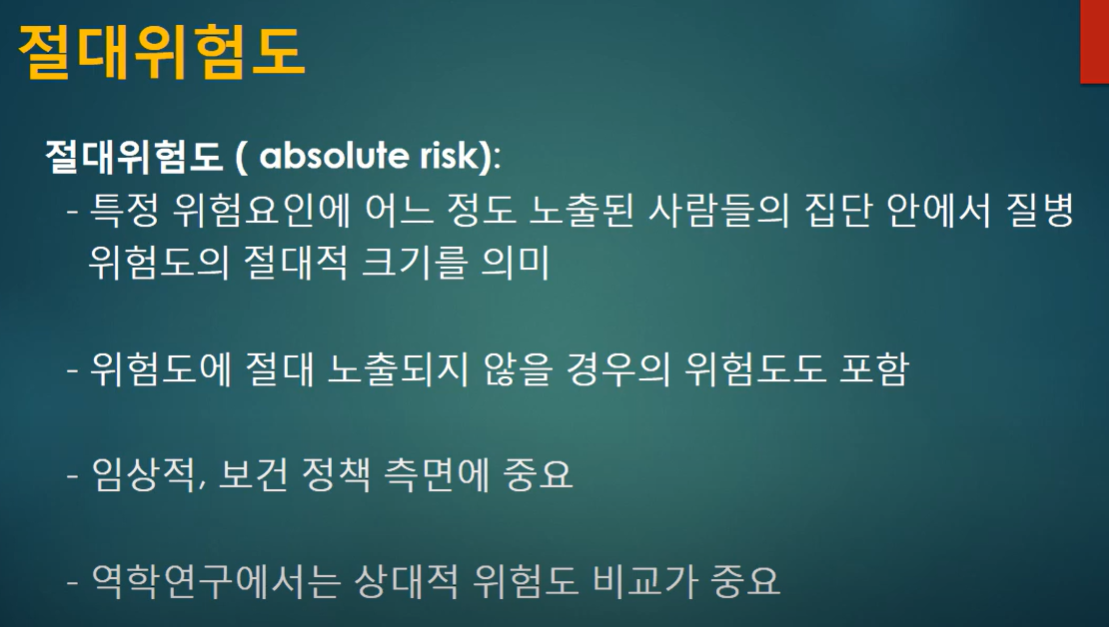 절대위험도
절대위험도 ( absolute risk):
- 특정 위험요인에 어느 정도 노출된 사람들의 집단 안에서 질병
위험도의 절대적 크기를 의미
- 위험도에 절대 노출되지 않을 경우의 위험도도 포함
- 임상적, 보건 정책 측면에 중요
- 역학연구에서는 상대적 위험도 비교가 중요